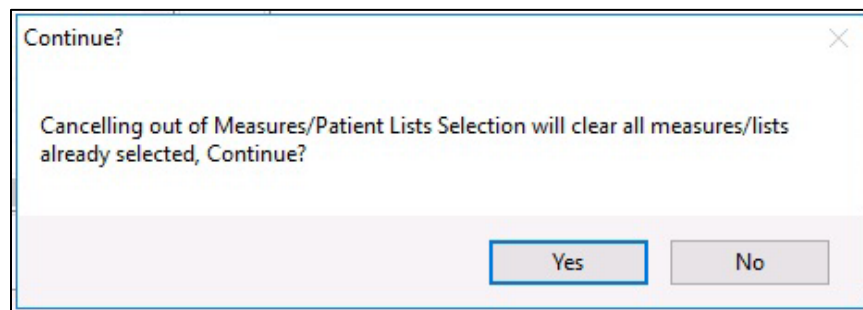 Continue?
Cancelling out of Measures/Patient Lists Selection will clear all measures/lists
already selected, Continue?
Yes
No